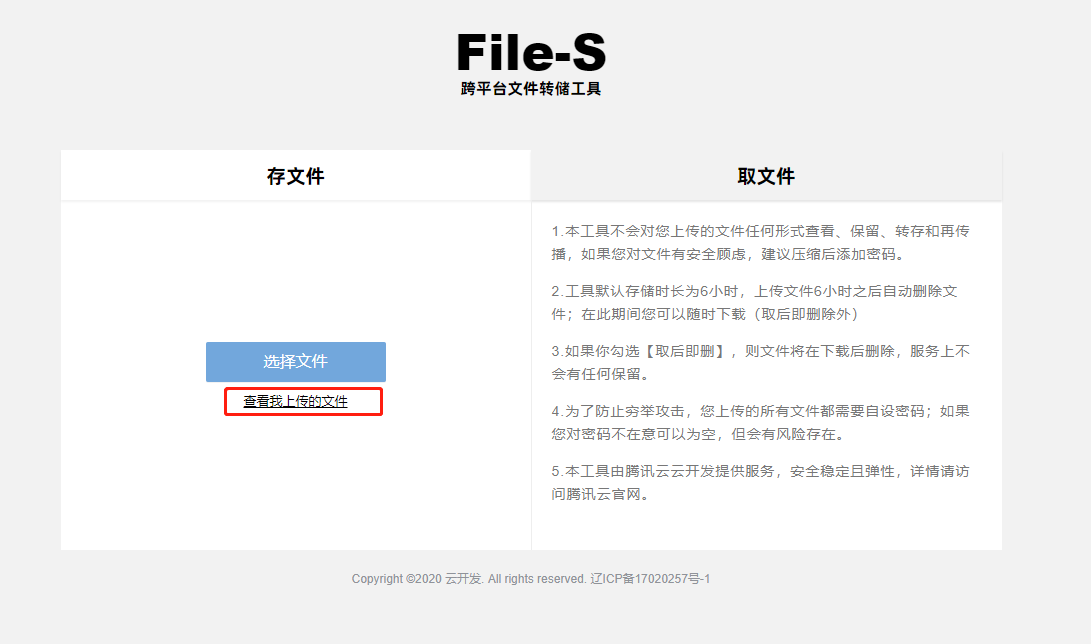 File-S
跨平台文件转储工具
存文件
取文件
选择文件
查看我上传的文件
1.本工具不会对您上传的文件任何形式查看、保留、转存和再传
播，如果您对文件有安全顾虑，建议压缩后添加密码。
2.工具默认存储时长为6小时，上传文件6小时之后自动删除文
件；在此期间您可以随时下载（取后即删除外）
3.如果你勾选【取后即删】，则文件将在下载后删除，服务上不
会有任何保留。
4.为了防止穷举攻击，您上传的所有文件都需要自设密码；如果
您对密码不在意可以为空，但会有风险存在。
5.本工具由腾讯云云开发提供服务，安全稳定且弹性，详情请访
问腾讯云官网。
Copyright ©2020 云开发. All rights reserved. 辽ICP备17020257号-1